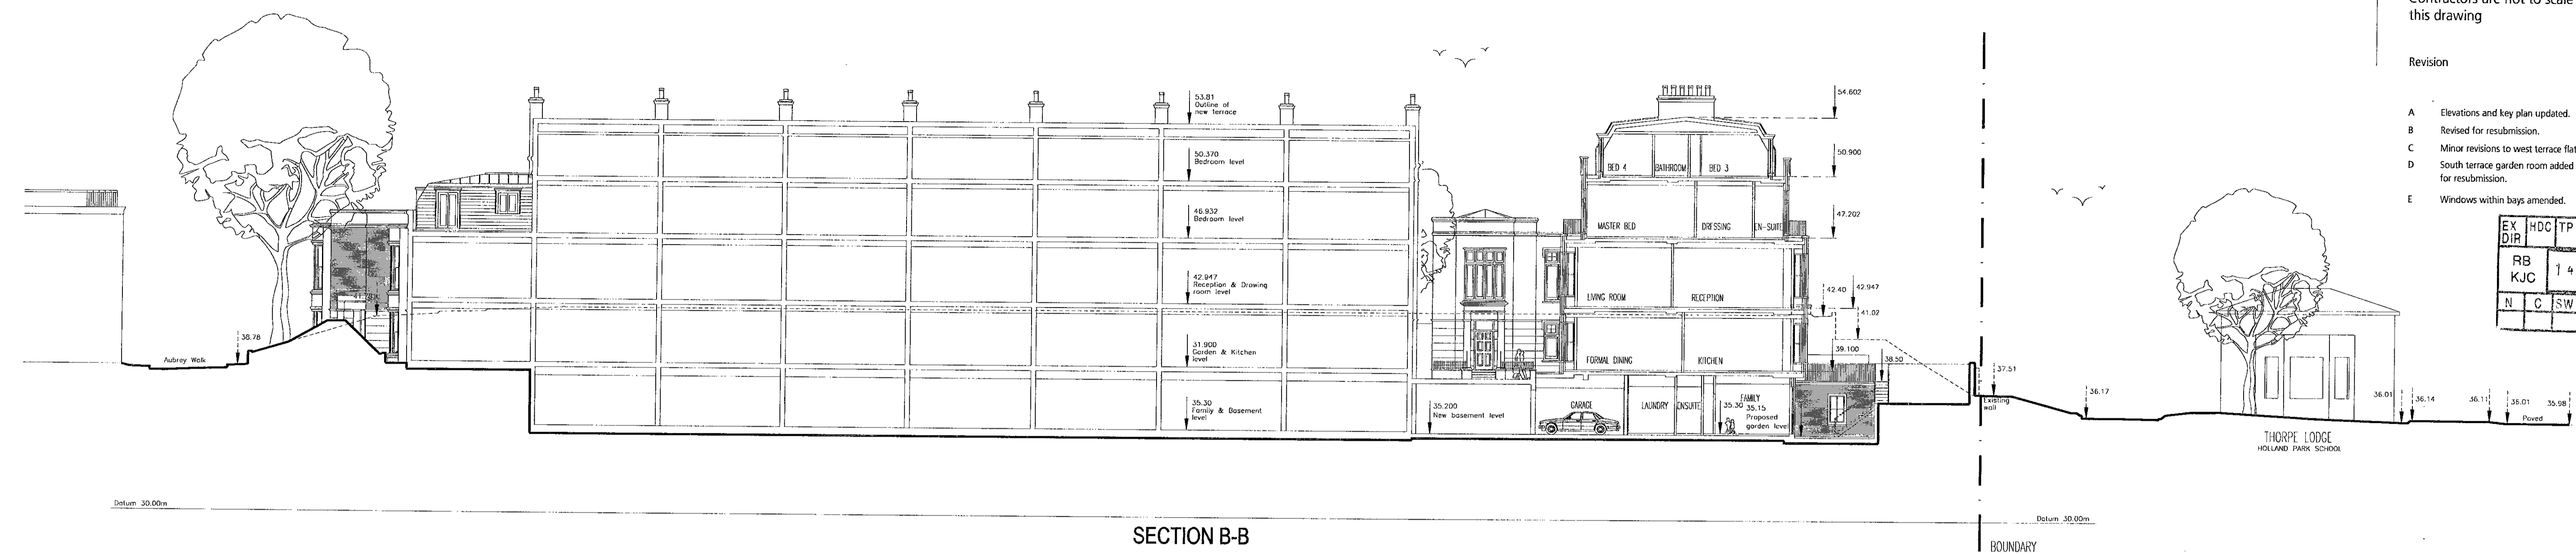 this drawing
Revision
A Elevations and key plan updated.
B Revised for resubmission.
C Minor revisions to west terrace flat
D South terrace garden room added
for resubmission.
E Windows within bays amended.
EX HDC TP
DIR
RB
KJC
14
N C SW
53.81
Outline of
new terrace
50.370
Bedroom level
46.932
Bedroom level
42.947
Reception & Drawing
room level
31.900
Garden & Kitchen
level
35.30
Family & Basement
level
54.602
50.900
47.202
BED 4 BATHROOM BED 3
MASTER BED DRESSING EN-SUITE
LIVING ROOM RECEPTION
FORMAL DINING KITCHEN
GARAGE LAUNDRY ENSUITE FAMILY
35.30 35.15
Proposed
garden level
35.200
New basement level
42.40 42.947
41.02
39.100
38.50
37.51
Existing
wall
36.17
36.01
36.14
36.11
36.01
35.98
Paved
THORPE LODGE
HOLLAND PARK SCHOOL
Aubrey Walk
38.78
Datum 30.00m
Datum 30.00m
SECTION B-B
BOUNDARY